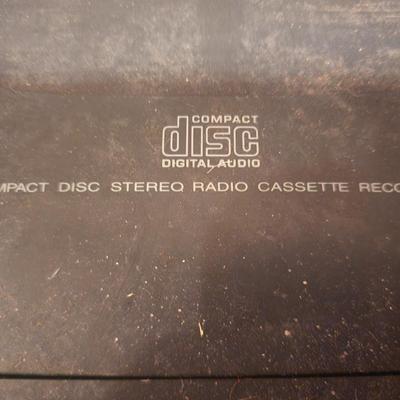 COMPACT
disc
DIGITAL AUDIO
MPACT DISC STEREO RADIO CASSETTE RECO